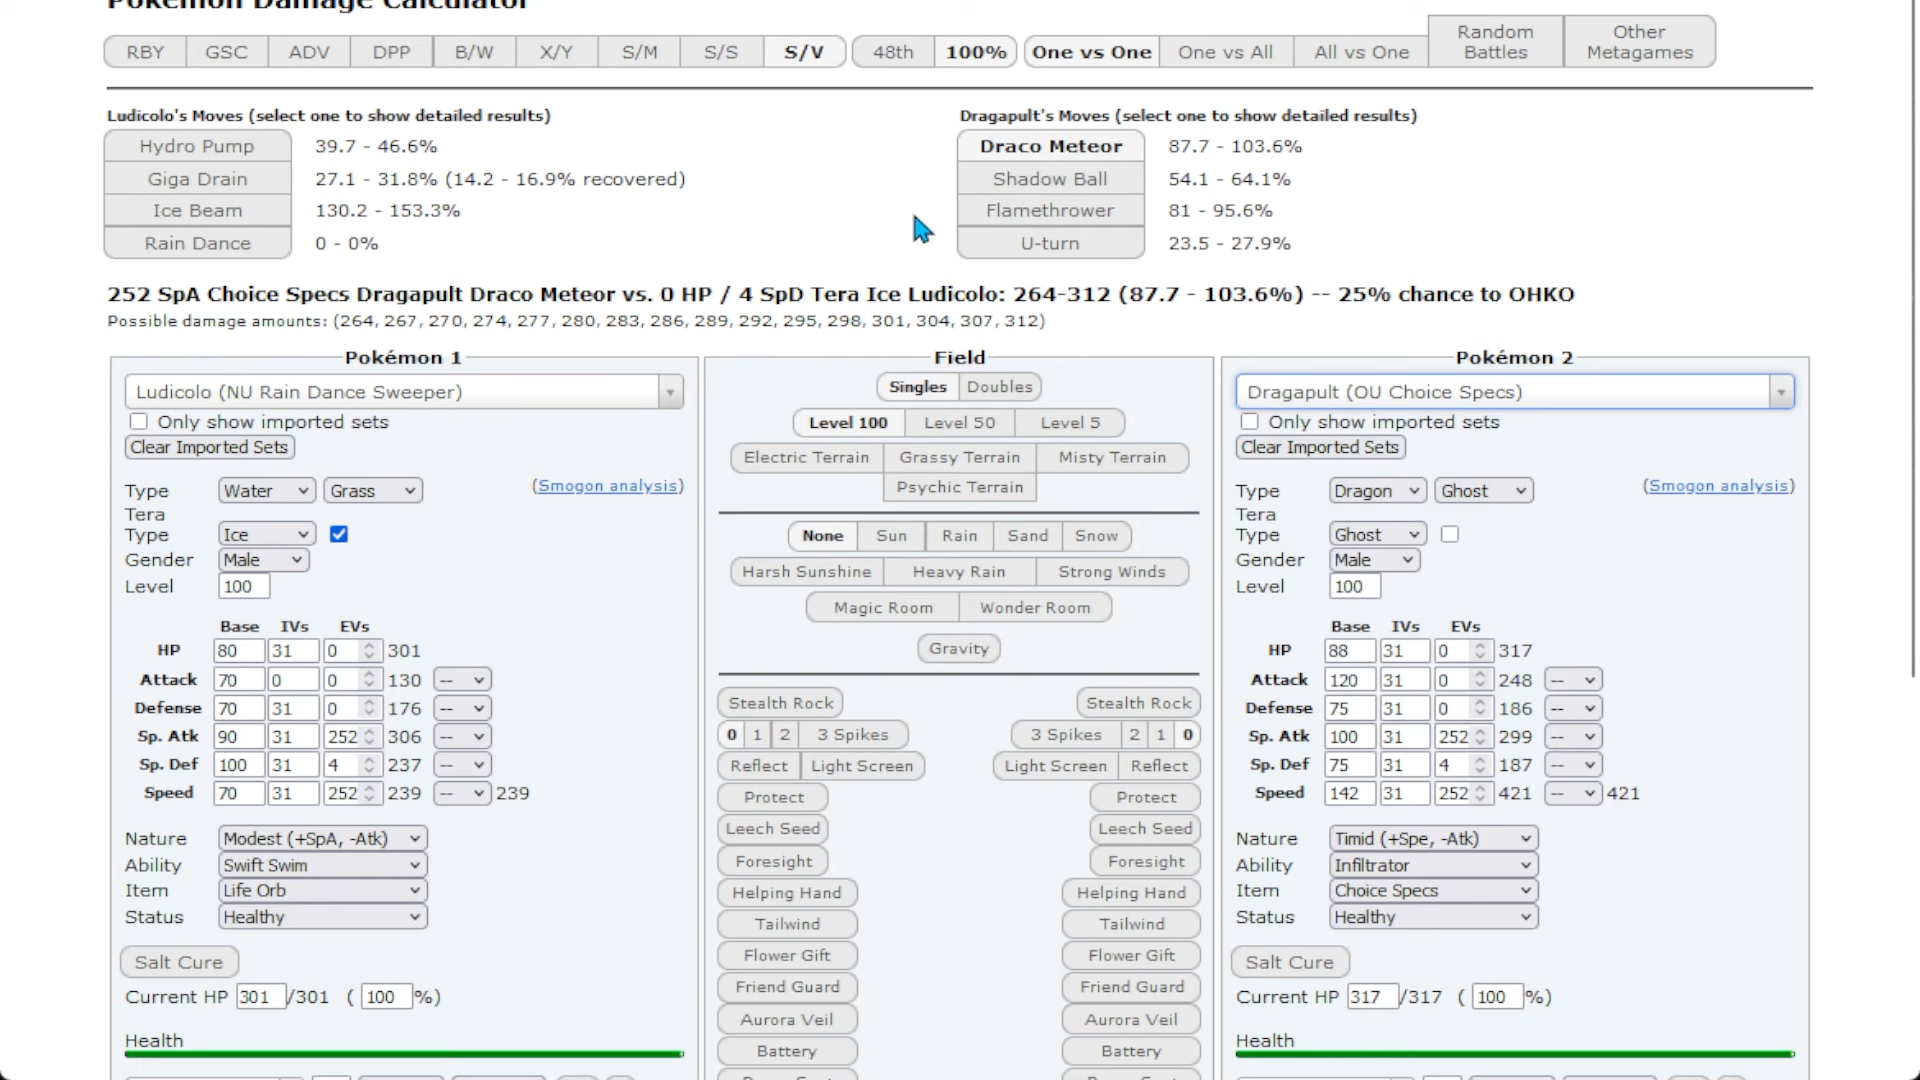 Pokémon Damage Calculator
RBY GSC ADV DPP B/W X/Y S/M S/S S/V 48th 100% One vs One One vs All All vs One Random Battles Other Metagames
Ludicolo's Moves (select one to show detailed results)
Hydro Pump 39.7 - 46.6%
Giga Drain 27.1 - 31.8% (14.2 - 16.9% recovered)
Ice Beam 130.2 - 153.3%
Rain Dance 0 - 0%
Dragapult's Moves (select one to show detailed results)
Draco Meteor 87.7 - 103.6%
Shadow Ball 54.1 - 64.1%
Flamethrower 81 - 95.6%
U-turn 23.5 - 27.9%
252 SpA Choice Specs Dragapult Draco Meteor vs. 0 HP / 4 SpD Tera Ice Ludicolo: 264-312 (87.7 - 103.6%) -- 25% chance to OHKO
Possible damage amounts: (264, 267, 270, 274, 277, 280, 283, 286, 289, 292, 295, 298, 301, 304, 307, 312)
Pokémon 1
Ludicolo (NU Rain Dance Sweeper)
Only show imported sets
Clear Imported Sets
Type Water Grass (Smogon analysis)
Tera
Type Ice
Gender Male
Level 100
Base IVs EVs
HP 80 31 0 301
Attack 70 0 0 130 --
Defense 70 31 0 176 --
Sp. Atk 90 31 252 306 --
Sp. Def 100 31 4 237 --
Speed 70 31 252 239 -- 239
Nature Modest (+SpA, -Atk)
Ability Swift Swim
Item Life Orb
Status Healthy
Salt Cure
Current HP 301 /301 ( 100 %)
Health
Field
Singles Doubles
Level 100 Level 50 Level 5
Electric Terrain Grassy Terrain Misty Terrain
Psychic Terrain
None Sun Rain Sand Snow
Harsh Sunshine Heavy Rain Strong Winds
Magic Room Wonder Room
Gravity
Stealth Rock Stealth Rock
0 1 2 3 Spikes 3 Spikes 2 1 0
Reflect Light Screen Light Screen Reflect
Protect Protect
Leech Seed Leech Seed
Foresight Foresight
Helping Hand Helping Hand
Tailwind Tailwind
Flower Gift Flower Gift
Friend Guard Friend Guard
Aurora Veil Aurora Veil
Battery Battery
Pokémon 2
Dragapult (OU Choice Specs)
Only show imported sets
Clear Imported Sets
Type Dragon Ghost (Smogon analysis)
Tera
Type Ghost
Gender Male
Level 100
Base IVs EVs
HP 88 31 0 317
Attack 120 31 0 248 --
Defense 75 31 0 186 --
Sp. Atk 100 31 252 299 --
Sp. Def 75 31 4 187 --
Speed 142 31 252 421 -- 421
Nature Timid (+Spe, -Atk)
Ability Infiltrator
Item Choice Specs
Status Healthy
Salt Cure
Current HP 317 /317 ( 100 %)
Health